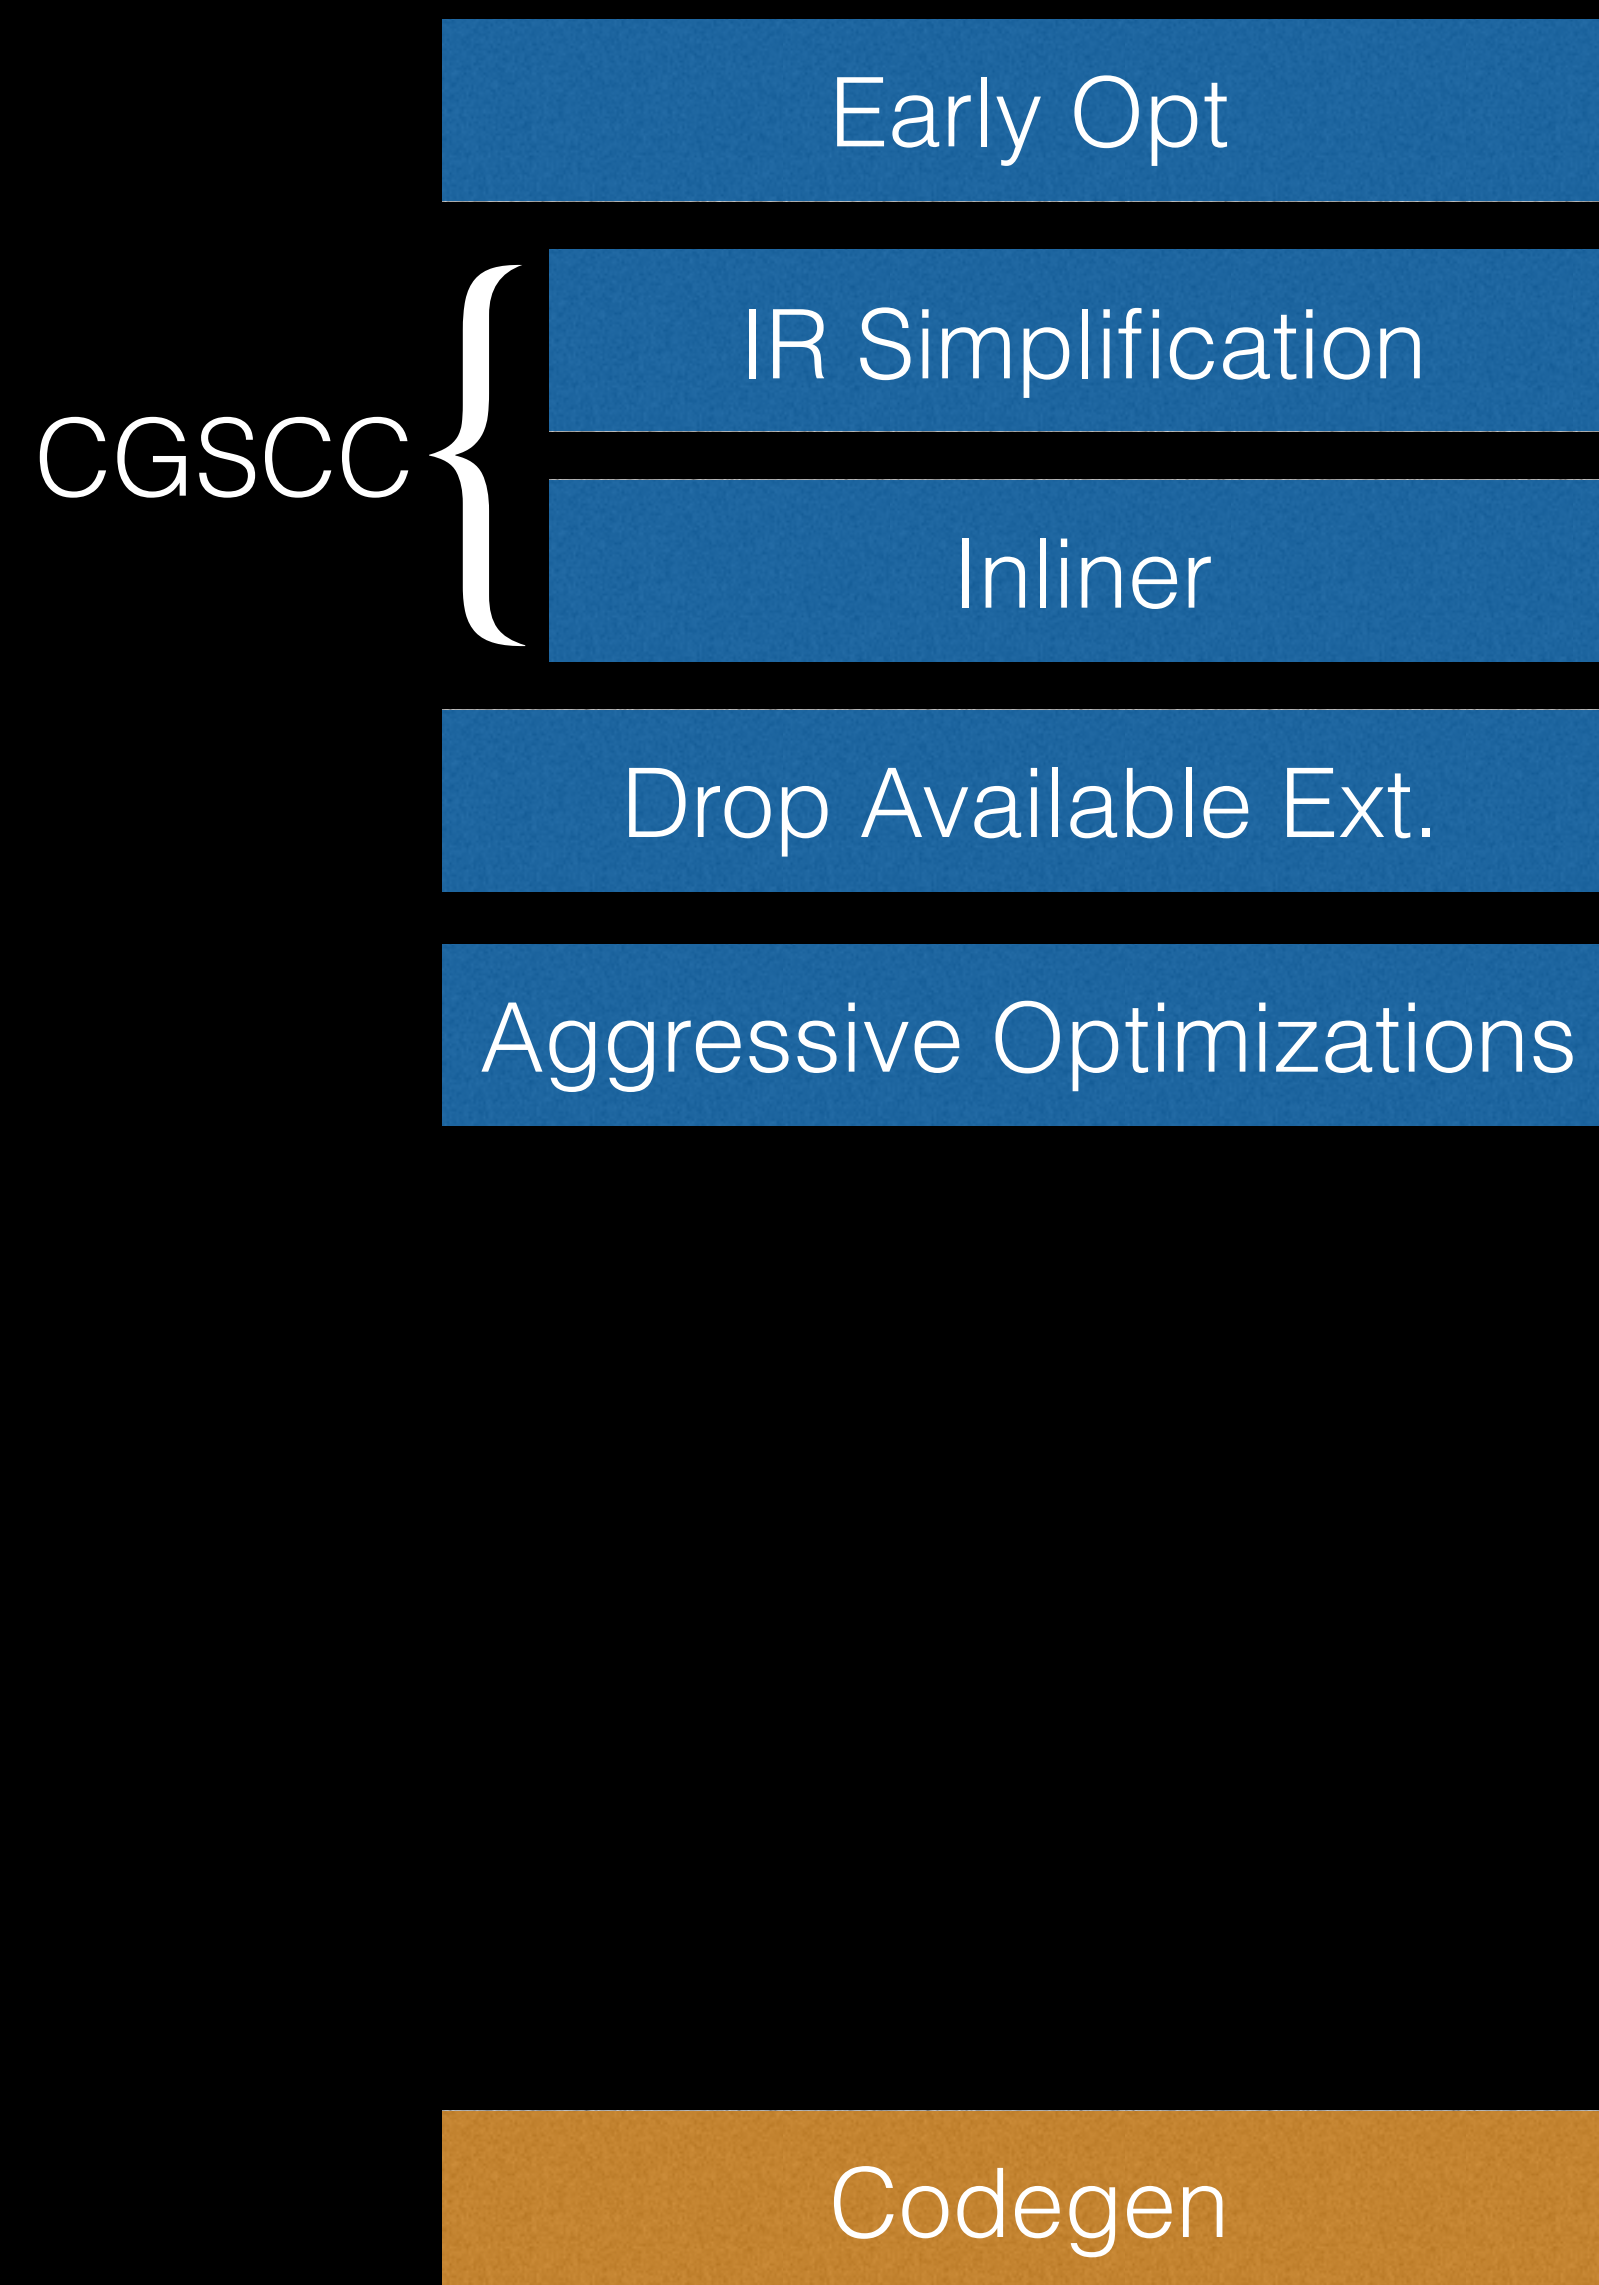 Early Opt
IR Simplification
CGSCC
Inliner
Drop Available Ext.
Aggressive Optimizations
Codegen